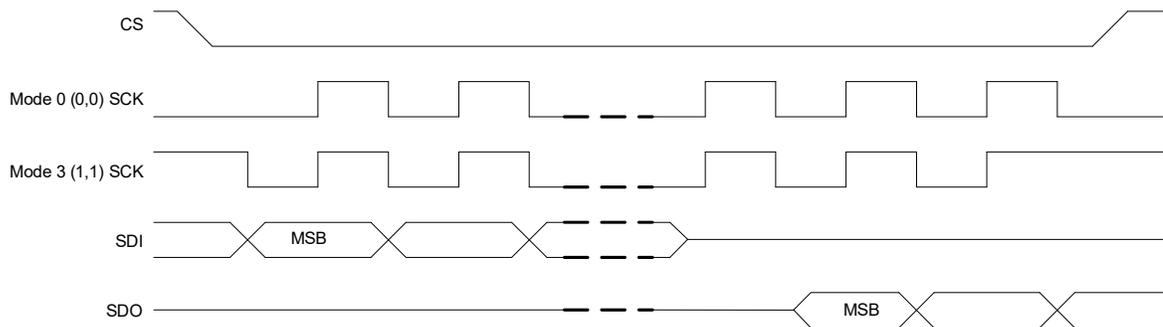 CS
Mode 0 (0,0) SCK
Mode 3 (1,1) SCK
SDI MSB
SDO MSB